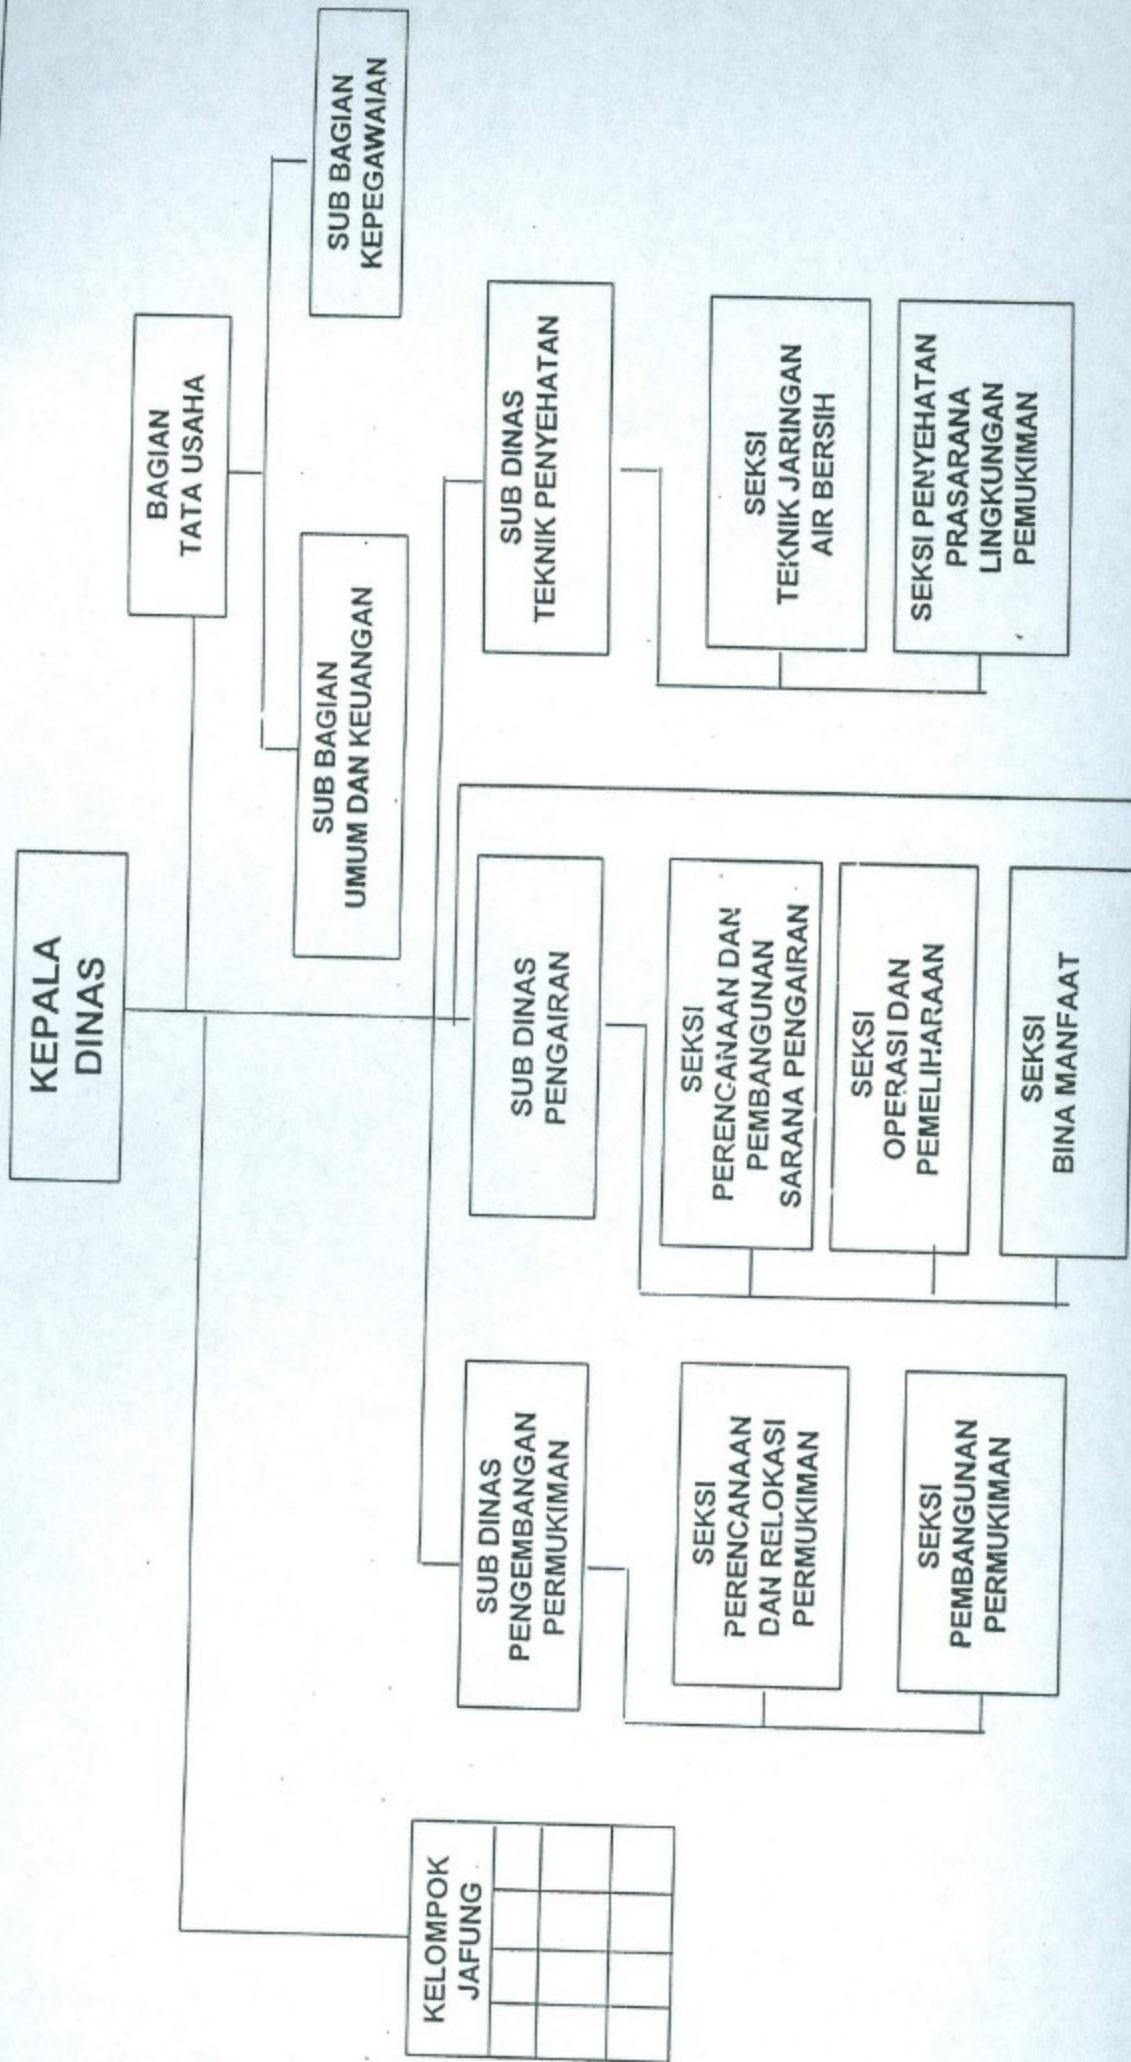 KEPALA
DINAS
BAGIAN
TATA USAHA
SUB BAGIAN
UMUM DAN KEUANGAN
SUB BAGIAN
KEPEGAWAIAN
KELOMPOK
JAFUNG
SUB DINAS
PENGEMBANGAN
PERMUKIMAN
SUB DINAS
PENGAIRAN
SUB DINAS
TEKNIK PENYEHATAN
SEKSI
PERENCANAAN
DAN RELOKASI
PERMUKIMAN
SEKSI
PEMBANGUNAN
PERMUKIMAN
SEKSI
PERENCANAAN DAN
PEMBANGUNAN
SARANA PENGAIRAN
SEKSI
OPERASI DAN
PEMELIHARAAN
SEKSI
BINA MANFAAT
SEKSI
TEKNIK JARINGAN
AIR BERSIH
SEKSI PENYEHATAN
PRASARANA
LINGKUNGAN
PEMUKIMAN